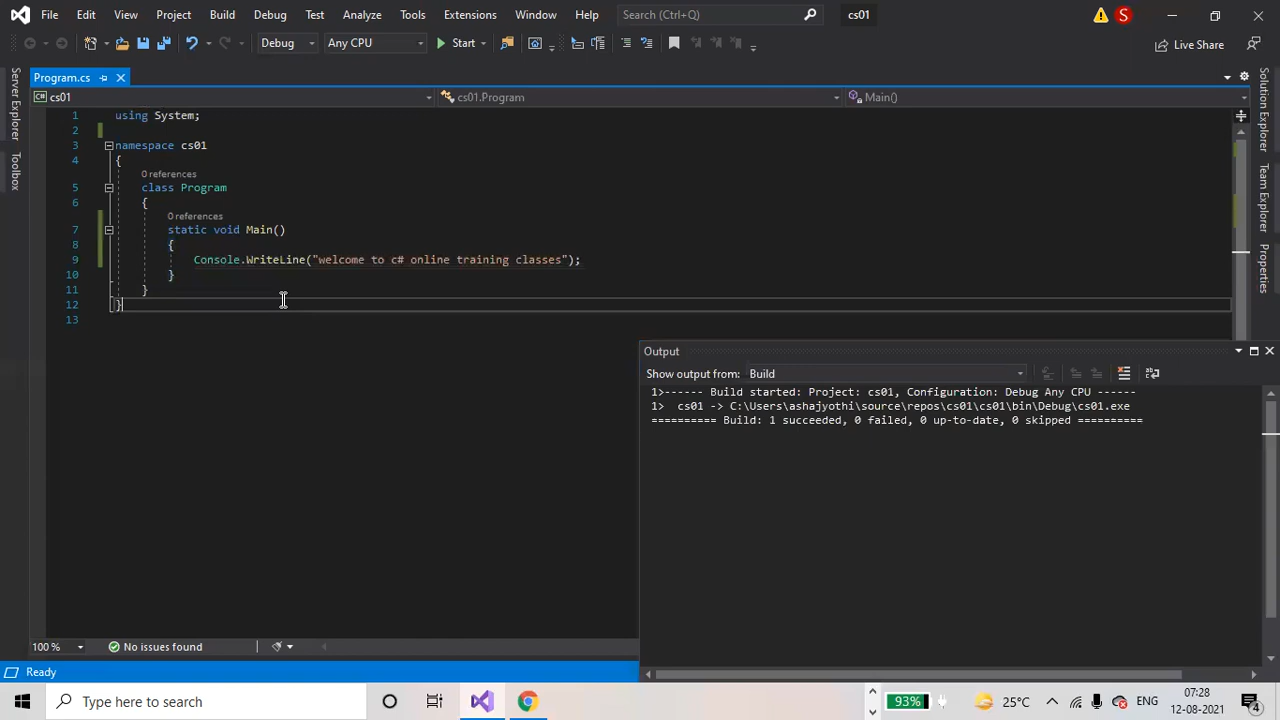 File Edit View Project Build Debug Test Analyze Tools Extensions Window Help Search (Ctrl+Q) cs01 S
Debug Any CPU Start Live Share
Program.cs
cs01 cs01.Program Main()
Server Explorer
Toolbox
Solution Explorer
Team Explorer
Properties
1 using System;
2
3 namespace cs01
4 {
0 references
5 class Program
6 {
0 references
7 static void Main()
8 {
9 Console.WriteLine("welcome to c# online training classes");
10 }
11 }
12 }
13
Output
Show output from: Build
1>------ Build started: Project: cs01, Configuration: Debug Any CPU ------
1> cs01 -> C:\Users\ashajyothi\source\repos\cs01\cs01\bin\Debug\cs01.exe
========== Build: 1 succeeded, 0 failed, 0 up-to-date, 0 skipped ==========
100 % No issues found
Ready
Type here to search 93% 25°C ENG 07:28
12-08-2021 4